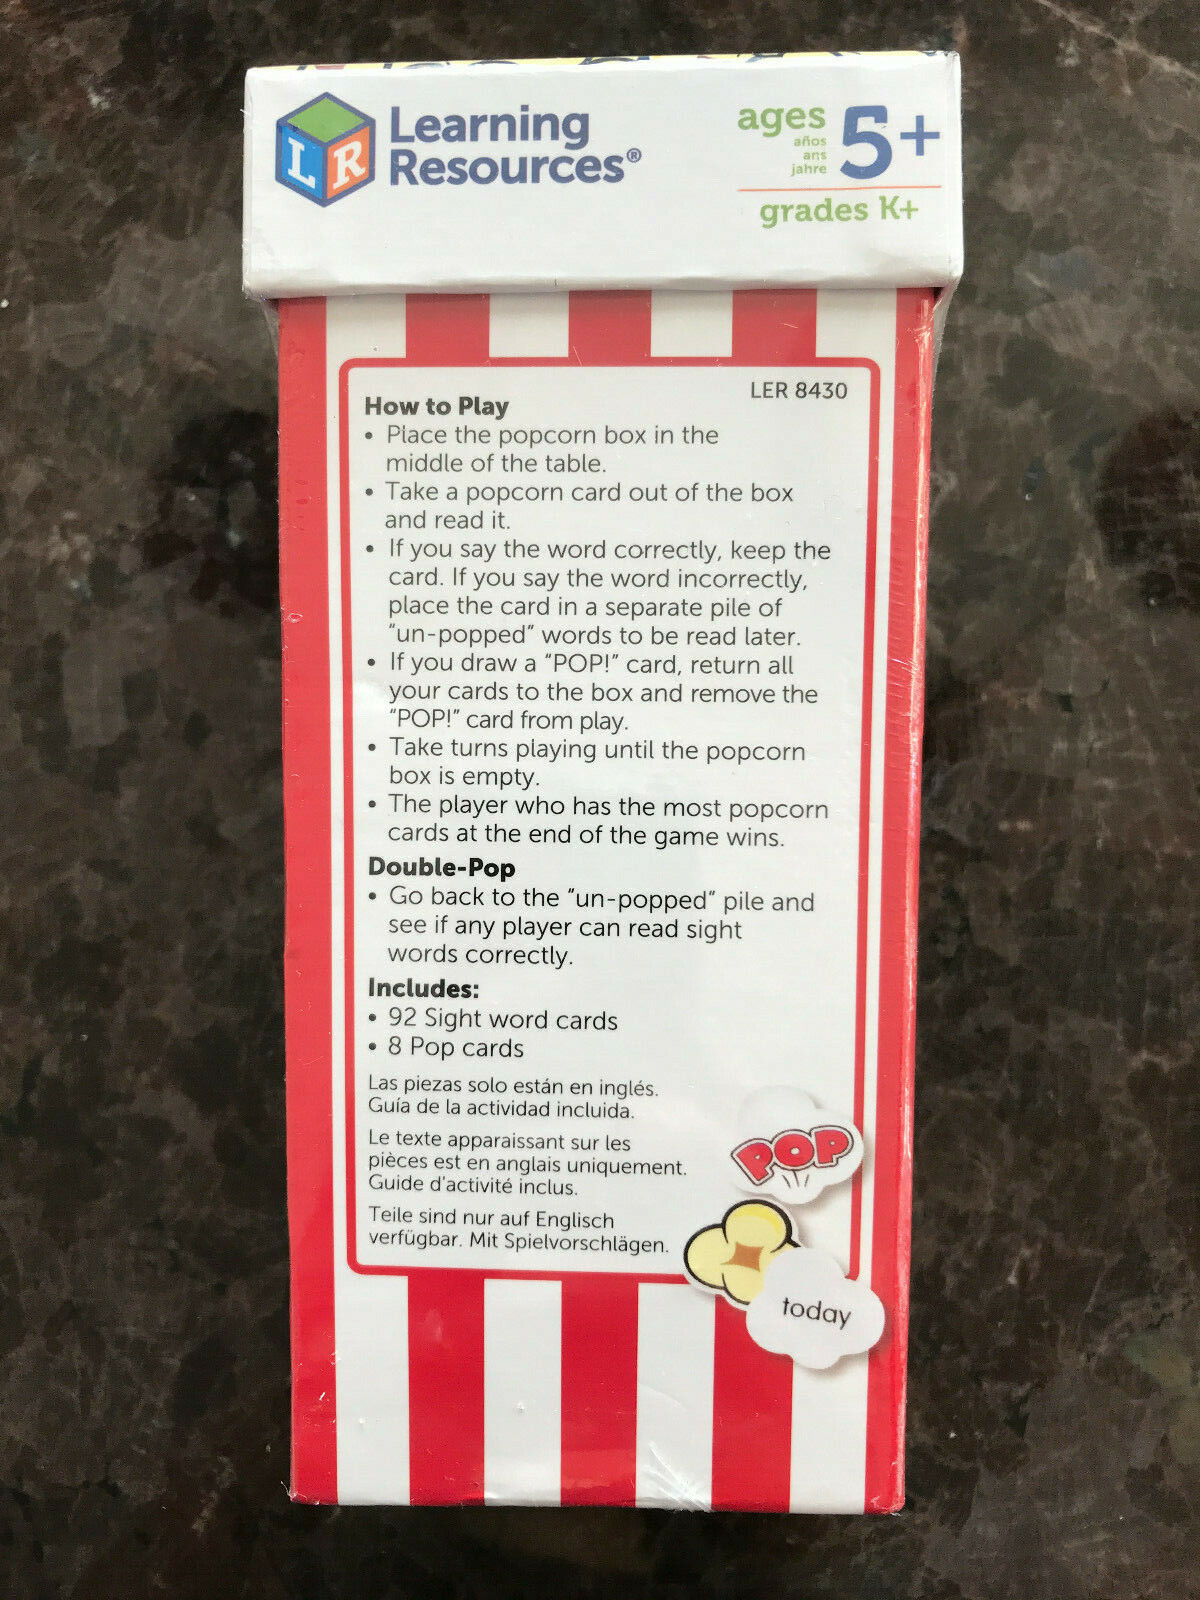 L R
Learning
Resources®
ages
años
ans
jahre
5+
grades K+
LER 8430
How to Play
• Place the popcorn box in the
middle of the table.
• Take a popcorn card out of the box
and read it.
• If you say the word correctly, keep the
card. If you say the word incorrectly,
place the card in a separate pile of
"un-popped" words to be read later.
• If you draw a "POP!" card, return all
your cards to the box and remove the
"POP!" card from play.
• Take turns playing until the popcorn
box is empty.
• The player who has the most popcorn
cards at the end of the game wins.
Double-Pop
• Go back to the "un-popped" pile and
see if any player can read sight
words correctly.
Includes:
• 92 Sight word cards
• 8 Pop cards
Las piezas solo están en inglés.
Guía de la actividad incluida.
Le texte apparaissant sur les
pièces est en anglais uniquement.
Guide d'activité inclus.
Teile sind nur auf Englisch
verfügbar. Mit Spielvorschlägen.
POP
today